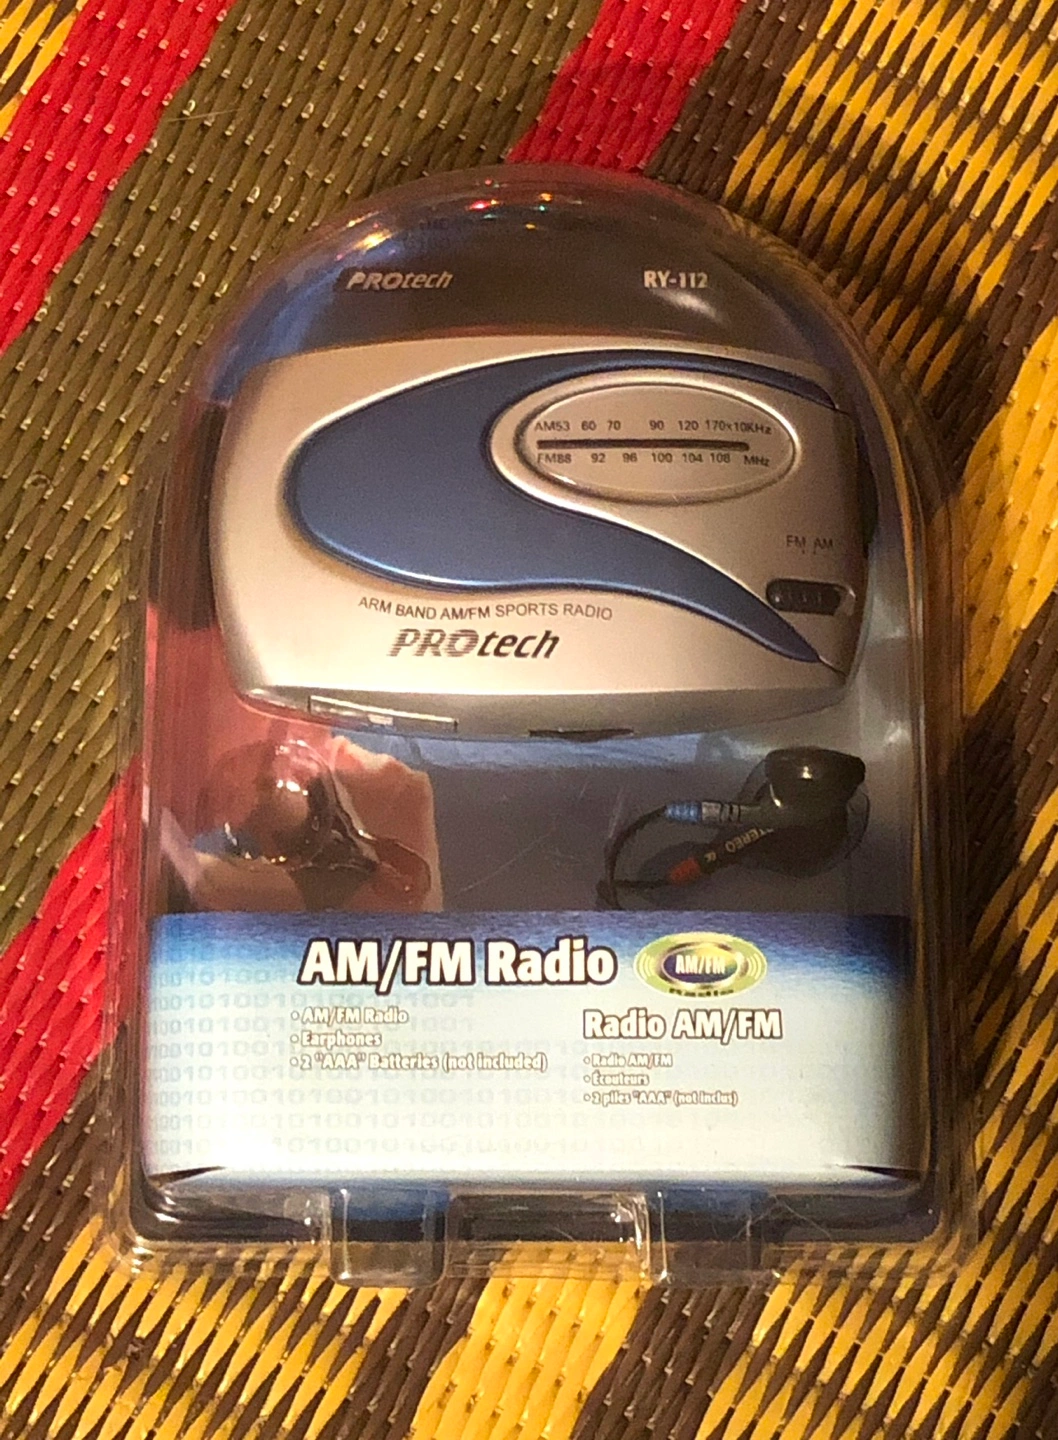 PROtech RY-112
AM53 60 70 90 120 170x10KHz
FM88 92 96 100 104 108 MHz
FM AM
ARM BAND AM/FM SPORTS RADIO
PROtech
STEREO R
AM/FM Radio
AM/FM
Radio
• AM/FM Radio
• Earphones
• 2 "AAA" Batteries (not included)
Radio AM/FM
• Radio AM/FM
• Écouteurs
• 2 piles "AAA" (not inclus)